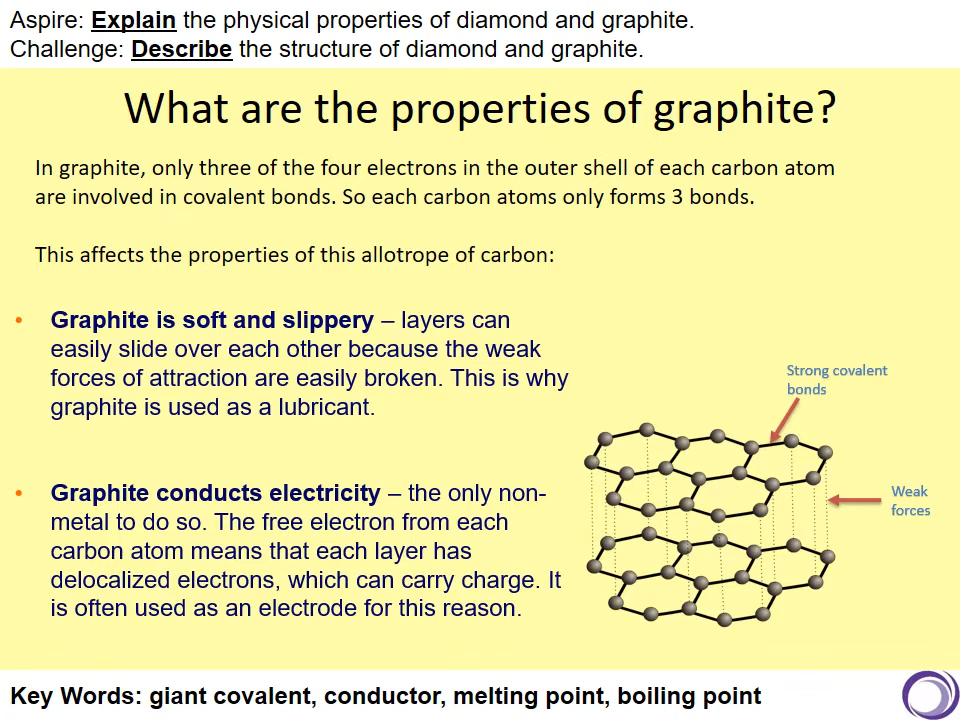 Aspire: Explain the physical properties of diamond and graphite.
Challenge: Describe the structure of diamond and graphite.
What are the properties of graphite?
In graphite, only three of the four electrons in the outer shell of each carbon atom
are involved in covalent bonds. So each carbon atoms only forms 3 bonds.
This affects the properties of this allotrope of carbon:
• Graphite is soft and slippery – layers can
easily slide over each other because the weak
forces of attraction are easily broken. This is why
graphite is used as a lubricant.
• Graphite conducts electricity – the only non-
metal to do so. The free electron from each
carbon atom means that each layer has
delocalized electrons, which can carry charge. It
is often used as an electrode for this reason.
Strong covalent
bonds
Weak
forces
Key Words: giant covalent, conductor, melting point, boiling point